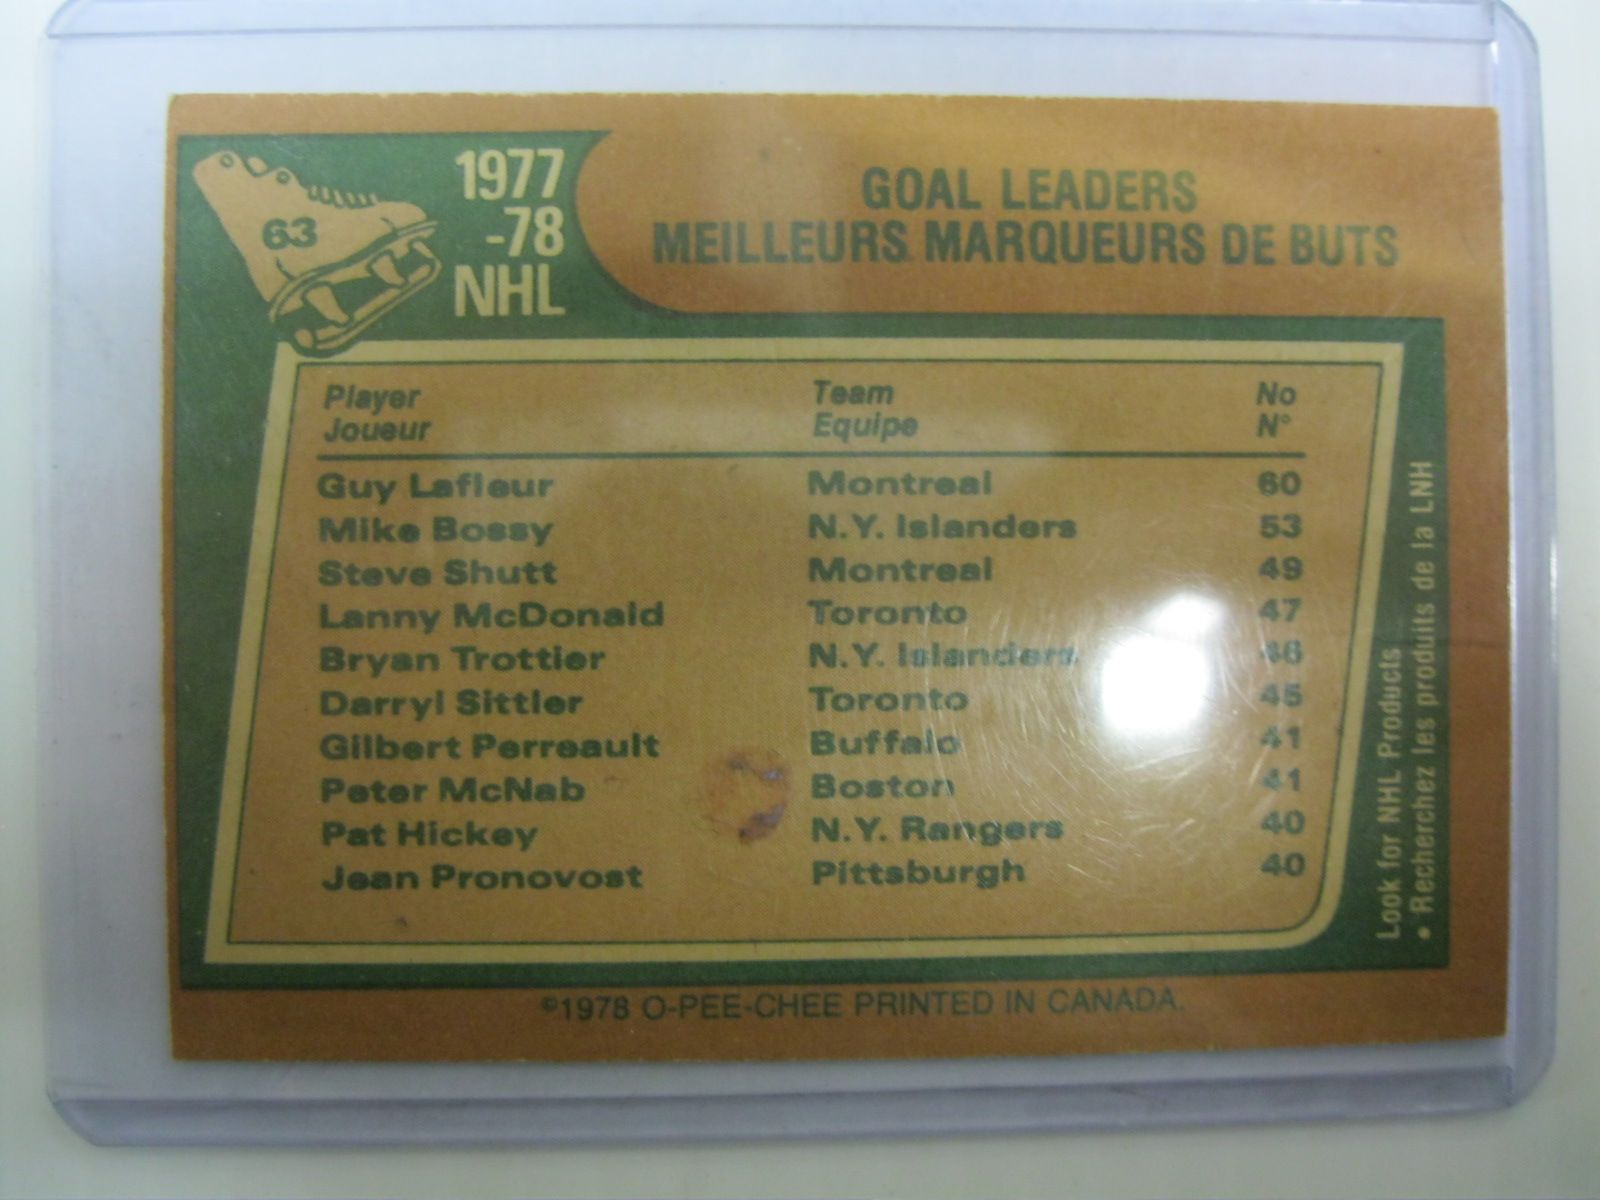 63
1977
-78
NHL
GOAL LEADERS
MEILLEURS MARQUEURS DE BUTS
Player Team No
Joueur Equipe N°
Guy Lafleur Montreal 60
Mike Bossy N.Y. Islanders 53
Steve Shutt Montreal 49
Lanny McDonald Toronto 47
Bryan Trottier N.Y. Islanders 46
Darryl Sittler Toronto 45
Gilbert Perreault Buffalo 41
Peter McNab Boston 41
Pat Hickey N.Y. Rangers 40
Jean Pronovost Pittsburgh 40
Look for NHL Products
• Recherchez les produits de la LNH
©1978 O-PEE-CHEE PRINTED IN CANADA.